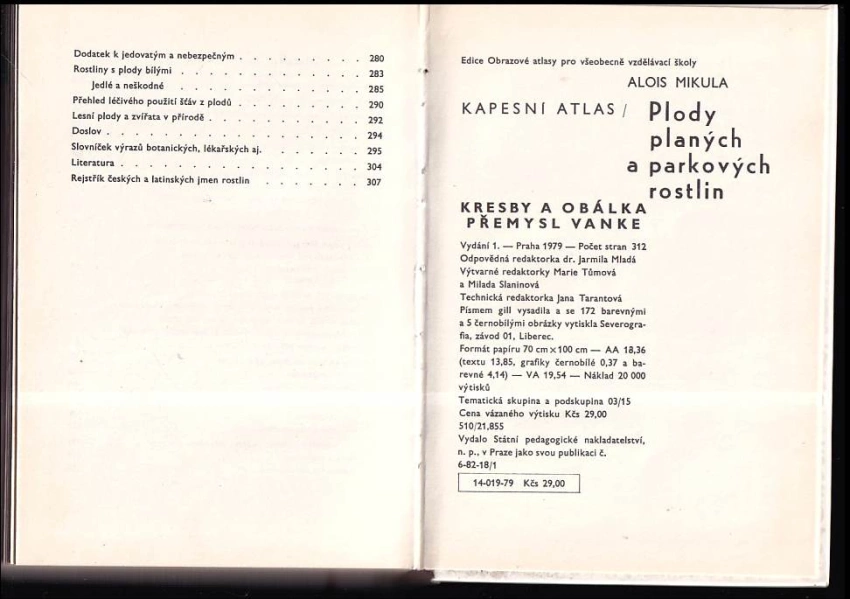 Dodatek k jedovatým a nebezpečným . . . . . . . . . 280
Rostliny s plody bílými . . . . . . . . . . . . . 283
Jedlé a neškodné . . . . . . . . . . . . . 285
Přehled léčivého použití šťáv z plodů . . . . . . . . . 290
Lesní plody a zvířata v přírodě . . . . . . . . . . . 292
Doslov . . . . . . . . . . . . . . . . . . 294
Slovníček výrazů botanických, lékařských aj. . . . . . . . 295
Literatura . . . . . . . . . . . . . . . . . 304
Rejstřík českých a latinských jmen rostlin . . . . . . . 307
Edice Obrazové atlasy pro všeobecně vzdělávací školy
ALOIS MIKULA
KAPESNÍ ATLAS / Plody
planých
a parkových
rostlin
KRESBY A OBÁLKA
PŘEMYSL VANKE
Vydání 1. — Praha 1979 — Počet stran 312
Odpovědná redaktorka dr. Jarmila Mladá
Výtvarné redaktorky Marie Tůmová
a Milada Slaninová
Technická redaktorka Jana Tarantová
Písmem gill vysadila a se 172 barevnými
a 5 černobílými obrázky vytiskla Severogra-
fia, závod 01, Liberec.
Formát papíru 70 cm × 100 cm — AA 18,36
(textu 13,85, grafiky černobílé 0,37 a ba-
revné 4,14) — VA 19,54 — Náklad 20 000
výtisků
Tematická skupina a podskupina 03/15
Cena vázaného výtisku Kčs 29,00
510/21,855
Vydalo Státní pedagogické nakladatelství,
n. p., v Praze jako svou publikaci č.
6-82-18/1
14-019-79 Kčs 29,00